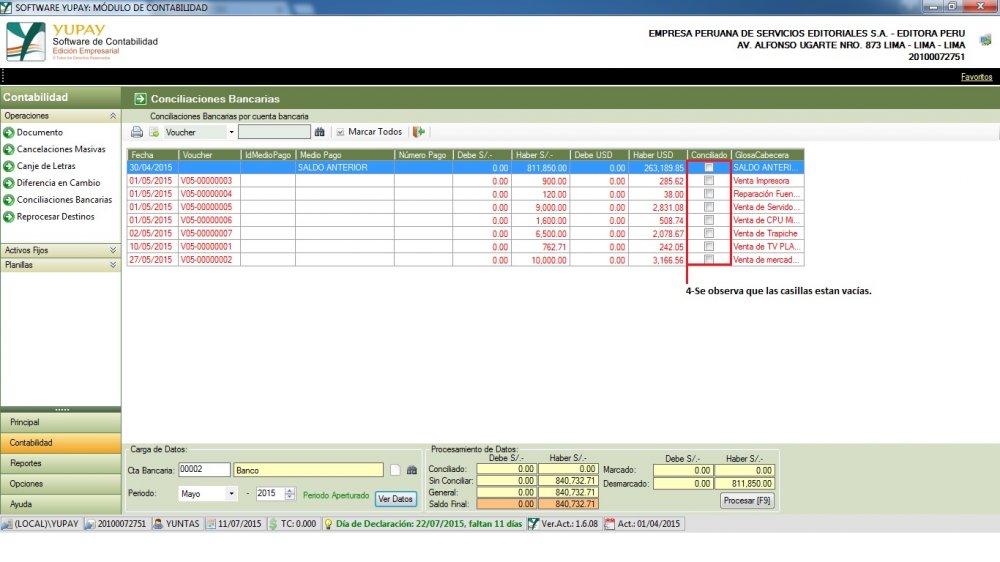 SOFTWARE YUPAY: MÓDULO DE CONTABILIDAD
YUPAY
Software de Contabilidad
Edición Empresarial
EMPRESA PERUANA DE SERVICIOS EDITORIALES S.A. - EDITORA PERU
AV. ALFONSO UGARTE NRO. 873 LIMA - LIMA - LIMA
20100072751
Favoritos
Contabilidad
Operaciones
Documento
Cancelaciones Masivas
Canje de Letras
Diferencia en Cambio
Conciliaciones Bancarias
Reprocesar Destinos
Activos Fijos
Planillas
Principal
Contabilidad
Reportes
Opciones
Ayuda
Conciliaciones Bancarias
Conciliaciones Bancarias por cuenta bancaria
Voucher Marcar Todos
Fecha Voucher IdMedioPago Medio Pago Número Pago Debe S/.- Haber S/.- Debe USD Haber USD Conciliado GlosaCabecera
30/04/2015 SALDO ANTERIOR 0.00 811,850.00 0.00 263,189.85 SALDO ANTERI...
01/05/2015 V05-00000003 0.00 900.00 0.00 285.62 Venta Impresora
01/05/2015 V05-00000004 0.00 120.00 0.00 38.00 Reparación Fuen...
01/05/2015 V05-00000005 0.00 9,000.00 0.00 2,831.08 Venta de Servido...
01/05/2015 V05-00000006 0.00 1,600.00 0.00 508.74 Venta de CPU Mi...
02/05/2015 V05-00000007 0.00 6,500.00 0.00 2,078.67 Venta de Trapiche
10/05/2015 V05-00000001 0.00 762.71 0.00 242.05 Venta de TV PLA...
27/05/2015 V05-00000002 0.00 10,000.00 0.00 3,166.56 Venta de mercad...
4-Se observa que las casillas estan vacías.
Carga de Datos:
Cta Bancaria: 00002 Banco
Periodo: Mayo - 2015 Periodo Aperturado Ver Datos
Procesamiento de Datos:
Debe S/.- Haber S/.-
Conciliado: 0.00 0.00
Sin Conciliar: 0.00 840,732.71
General: 0.00 840,732.71
Saldo Final: 0.00 840,732.71
Debe S/.- Haber S/.-
Marcado: 0.00 0.00
Desmarcado: 0.00 811,850.00
Procesar [F9]
(LOCAL)\YUPAY 20100072751 YUNTAS 11/07/2015 TC: 0.000 Día de Declaración: 22/07/2015, faltan 11 días Ver.Act.: 1.6.08 Act.: 01/04/2015